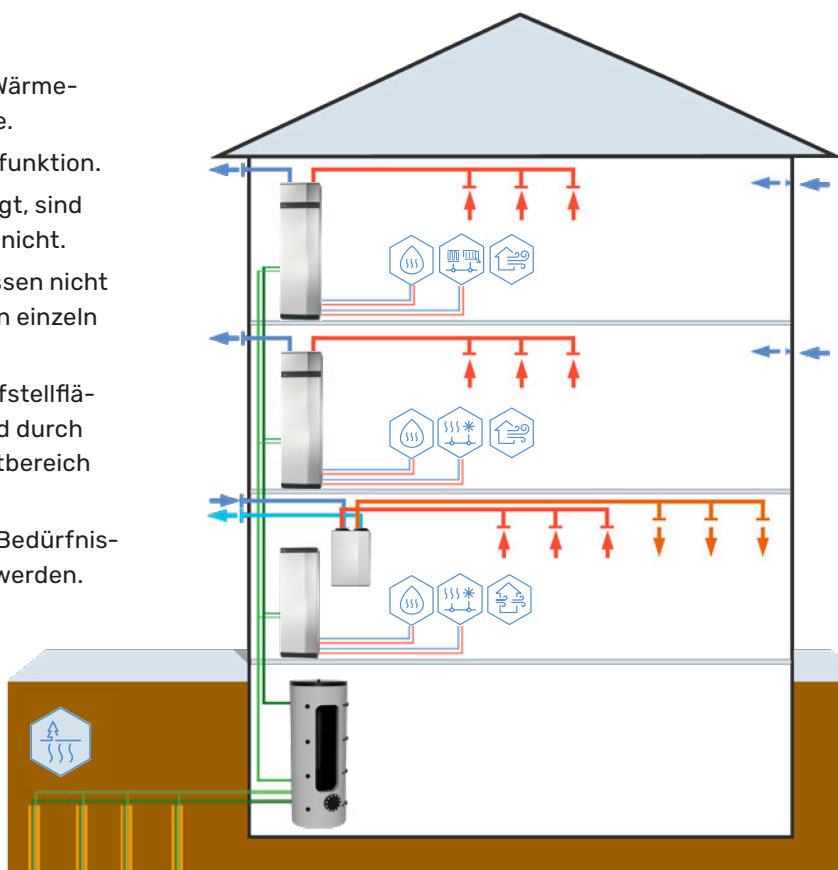 Wärme-
e.
funktion.
gt, sind
nicht.
ssen nicht
n einzeln
fstellflä-
d durch
tbereich
Bedürfnis-
werden.